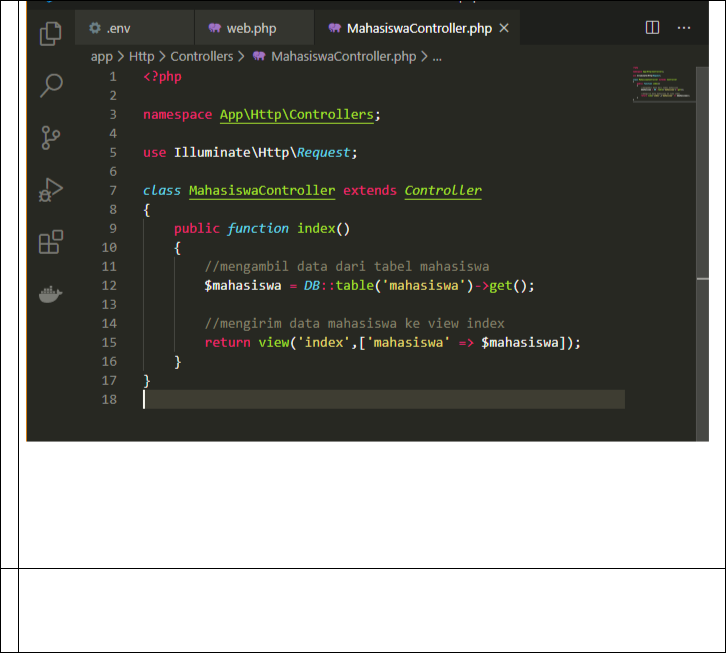 .env web.php MahasiswaController.php
app > Http > Controllers > MahasiswaController.php > ...
1 <?php
2
3 namespace App\Http\Controllers;
4
5 use Illuminate\Http\Request;
6
7 class MahasiswaController extends Controller
8 {
9 public function index()
10 {
11 //mengambil data dari tabel mahasiswa
12 $mahasiswa = DB::table('mahasiswa')->get();
13
14 //mengirim data mahasiswa ke view index
15 return view('index',['mahasiswa' => $mahasiswa]);
16 }
17 }
18